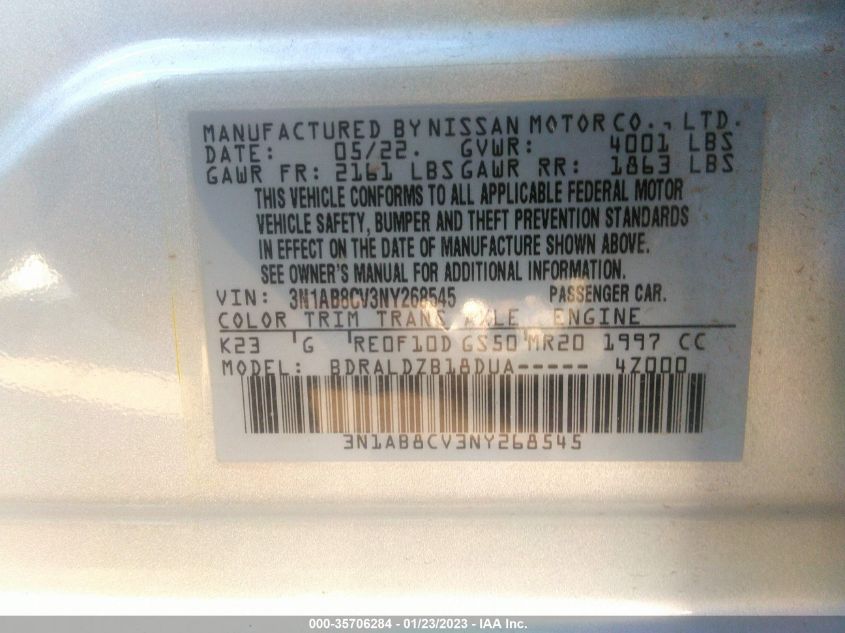 MANUFACTURED BY NISSAN MOTOR CO., LTD.
DATE: 05/22. GVWR: 4001 LBS
GAWR FR: 2161 LBS GAWR RR: 1863 LBS
THIS VEHICLE CONFORMS TO ALL APPLICABLE FEDERAL MOTOR
VEHICLE SAFETY, BUMPER AND THEFT PREVENTION STANDARDS
IN EFFECT ON THE DATE OF MANUFACTURE SHOWN ABOVE.
SEE OWNER'S MANUAL FOR ADDITIONAL INFORMATION.
VIN: 3N1AB8CV3NY268545 PASSENGER CAR.
COLOR TRIM TRANS AXLE ENGINE
K23 G RE0F10D GS50 MR20 1997 CC
MODEL: BDRALDZB18DUA----- 4Z000
3N1AB8CV3NY268545
000-35706284 - 01/23/2023 - IAA Inc.